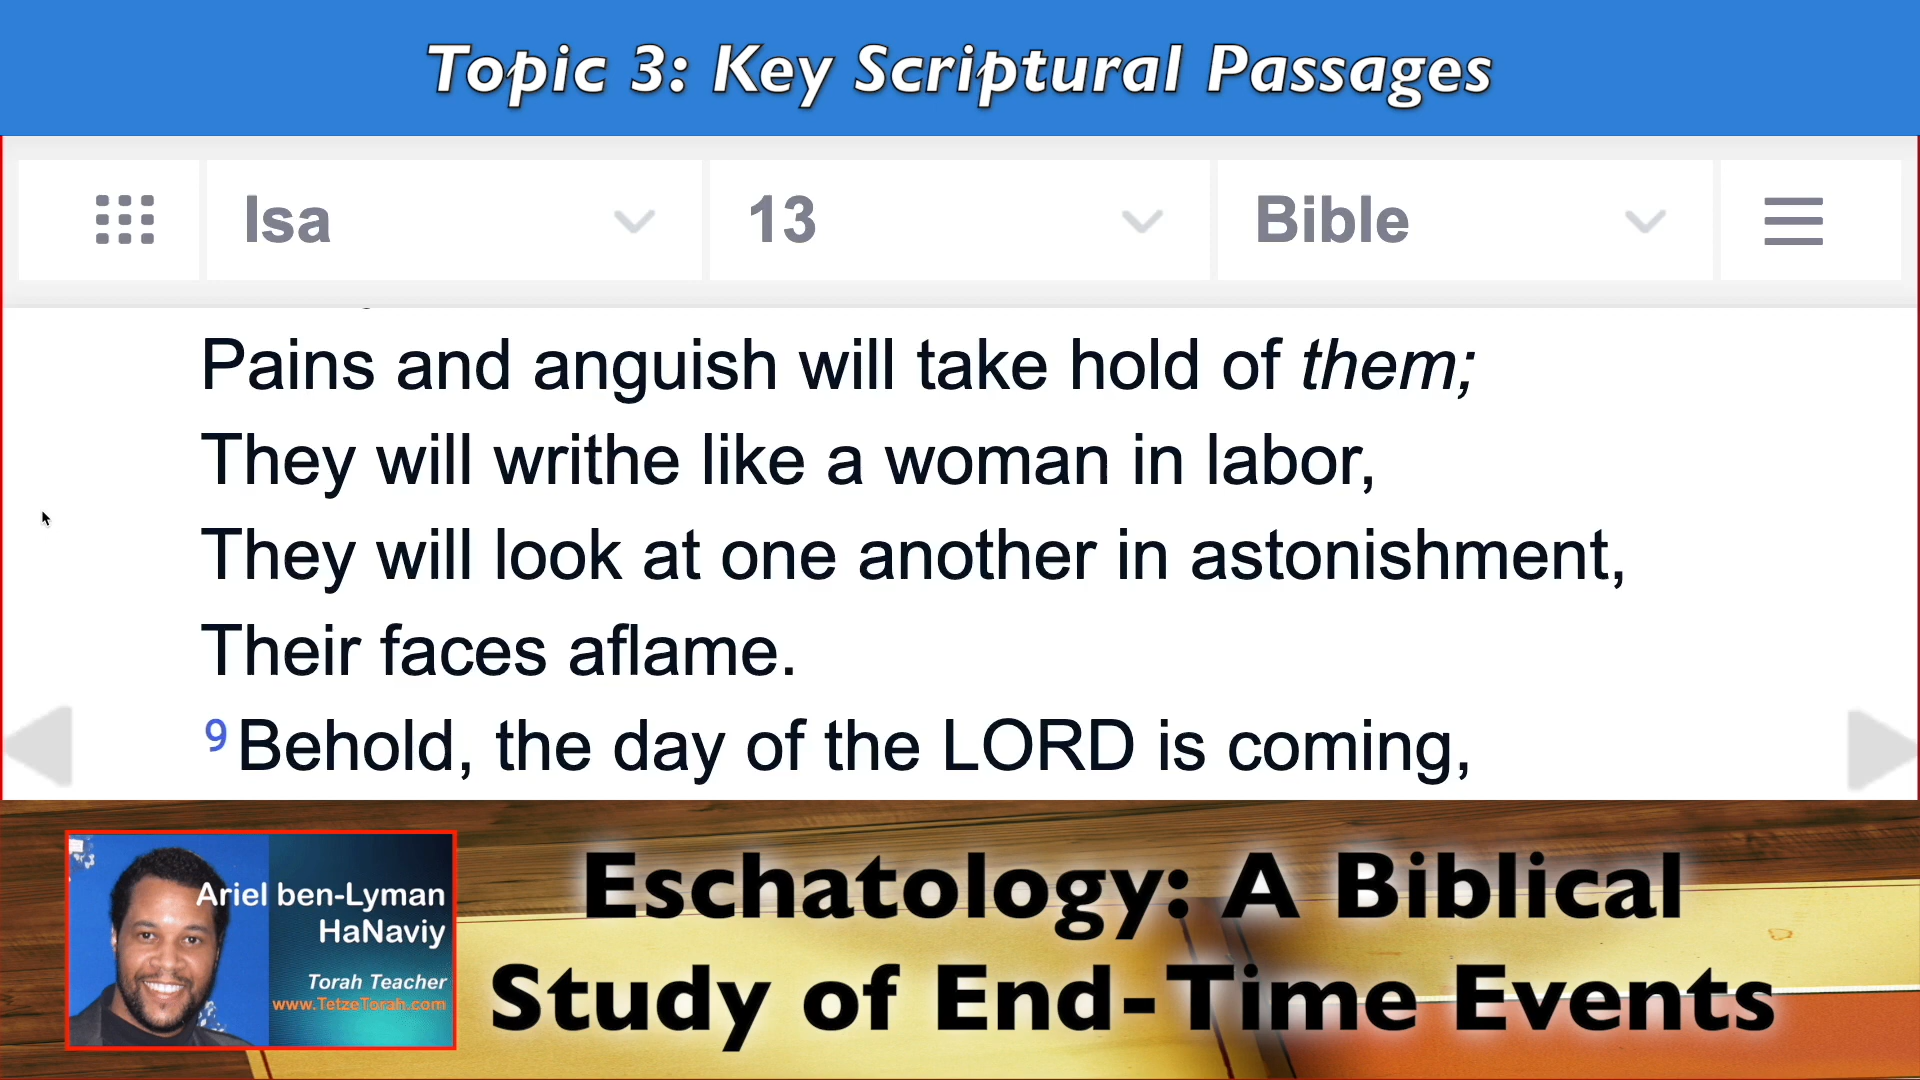 Topic 3: Key Scriptural Passages
Isa
13
Bible
Pains and anguish will take hold of them;
They will writhe like a woman in labor,
They will look at one another in astonishment,
Their faces aflame.
9 Behold, the day of the LORD is coming,
Ariel ben-Lyman
HaNaviy
Torah Teacher
www.TetzeTorah.com
Eschatology: A Biblical
Study of End-Time Events